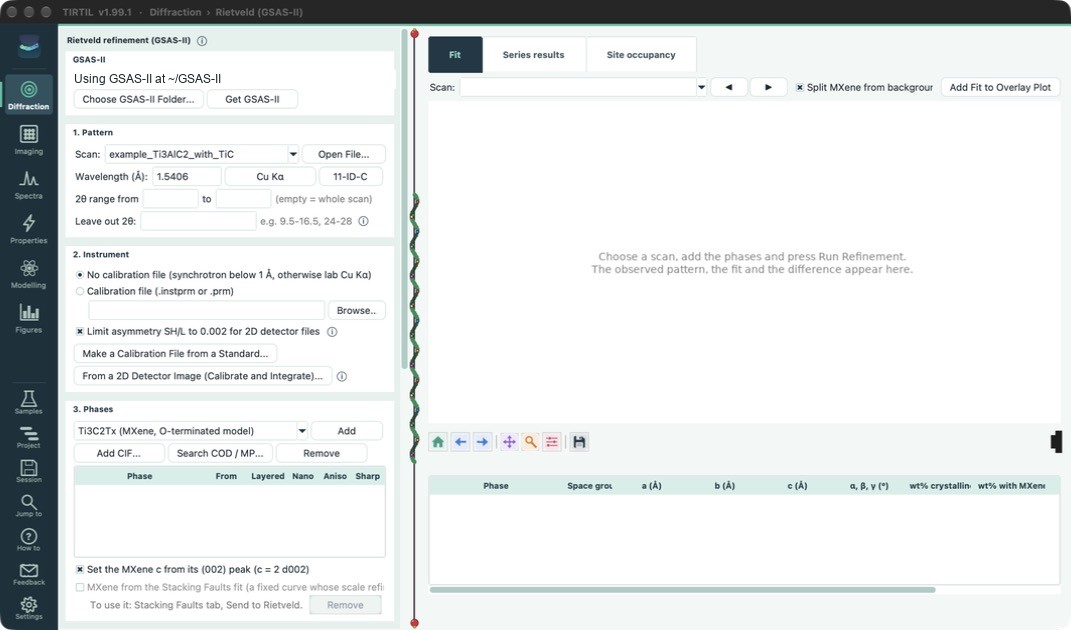 TIRTIL v1.99.1 - Diffraction › Rietveld (GSAS-II)
Diffraction
Imaging
Spectra
Properties
Modelling
Figures
Samples
Project
Session
Jump to
How to
Feedback
Settings
Rietveld refinement (GSAS-II)
GSAS-II
Using GSAS-II at ~/GSAS-II
Choose GSAS-II Folder...
Get GSAS-II
1. Pattern
Scan: example_Ti3AlC2_with_TiC Open File...
Wavelength (Å): 1.5406 Cu Kα 11-ID-C
2θ range from to (empty = whole scan)
Leave out 2θ: e.g. 9.5-16.5, 24-28
2. Instrument
No calibration file (synchrotron below 1 Å, otherwise lab Cu Kα)
Calibration file (.instprm or .prm)
Browse..
Limit asymmetry SH/L to 0.002 for 2D detector files
Make a Calibration File from a Standard...
From a 2D Detector Image (Calibrate and Integrate)...
3. Phases
Ti3C2Tx (MXene, O-terminated model) Add
Add CIF... Search COD / MP... Remove
Phase From Layered Nano Aniso Sharp
Set the MXene c from its (002) peak (c = 2 d002)
MXene from the Stacking Faults fit (a fixed curve whose scale refi
To use it: Stacking Faults tab, Send to Rietveld. Remove
Fit Series results Site occupancy
Scan: ◄ ► Split MXene from backgroun Add Fit to Overlay Plot
Choose a scan, add the phases and press Run Refinement.
The observed pattern, the fit and the difference appear here.
Phase Space grou a (Å) b (Å) c (Å) α, β, γ (°) wt% crystallin wt% with MXene